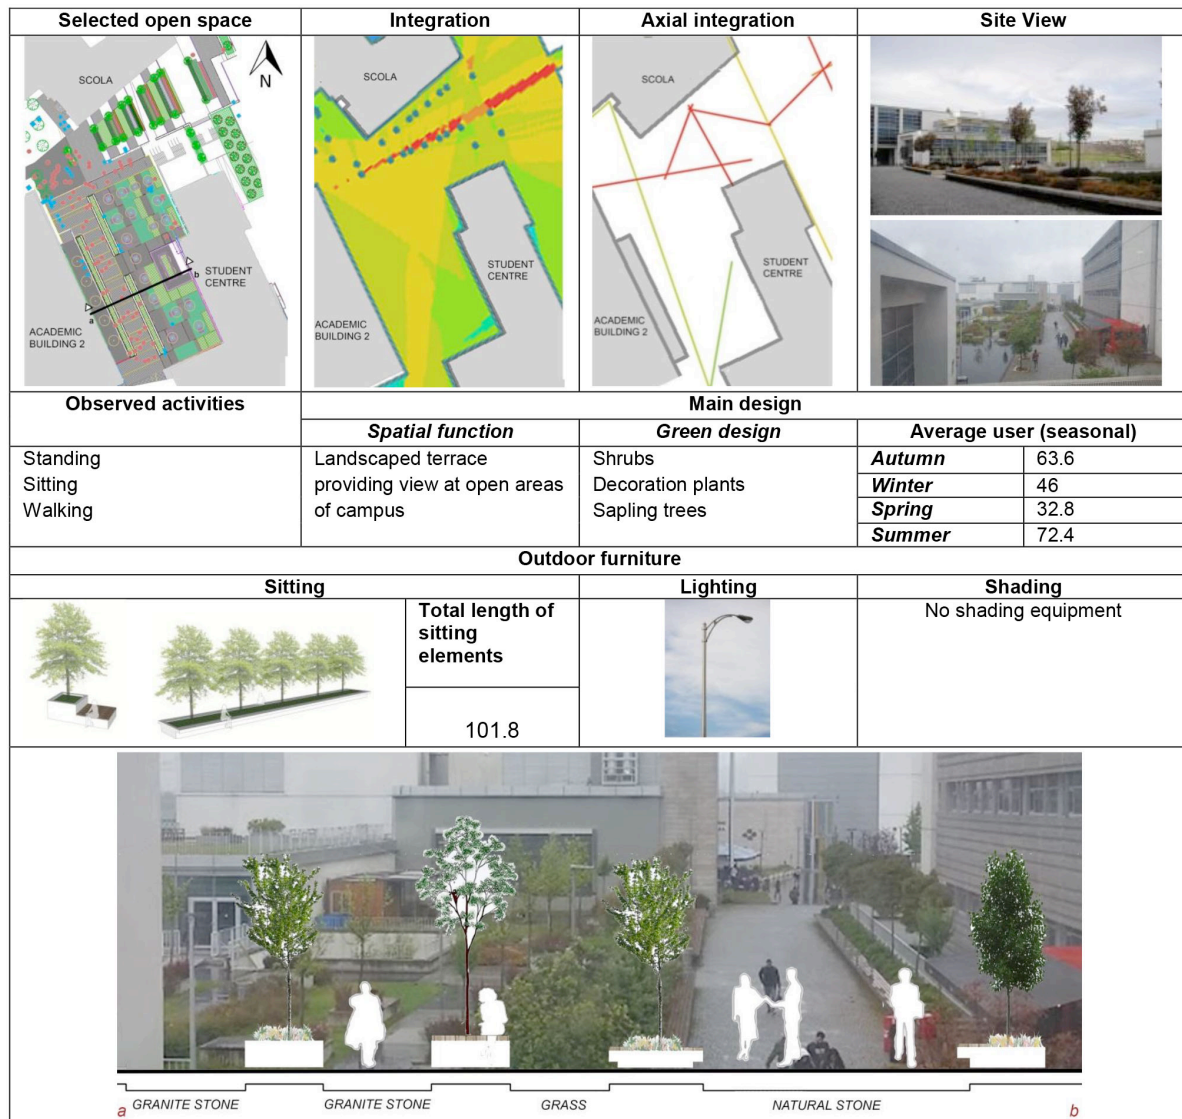 Selected open space
Integration
Axial integration
Site View
SCOLA
N
STUDENT
CENTRE
b
a
ACADEMIC
BUILDING 2
SCOLA
STUDENT
CENTRE
ACADEMIC
BUILDING 2
SCOLA
STUDENT
CENTRE
ACADEMIC
BUILDING 2
Observed activities
Main design
Spatial function
Green design
Average user (seasonal)
Standing
Sitting
Walking
Landscaped terrace
providing view at open areas
of campus
Shrubs
Decoration plants
Sapling trees
Autumn 63.6
Winter 46
Spring 32.8
Summer 72.4
Outdoor furniture
Sitting
Lighting
Shading
Total length of
sitting
elements
101.8
No shading equipment
a GRANITE STONE GRANITE STONE GRASS NATURAL STONE b